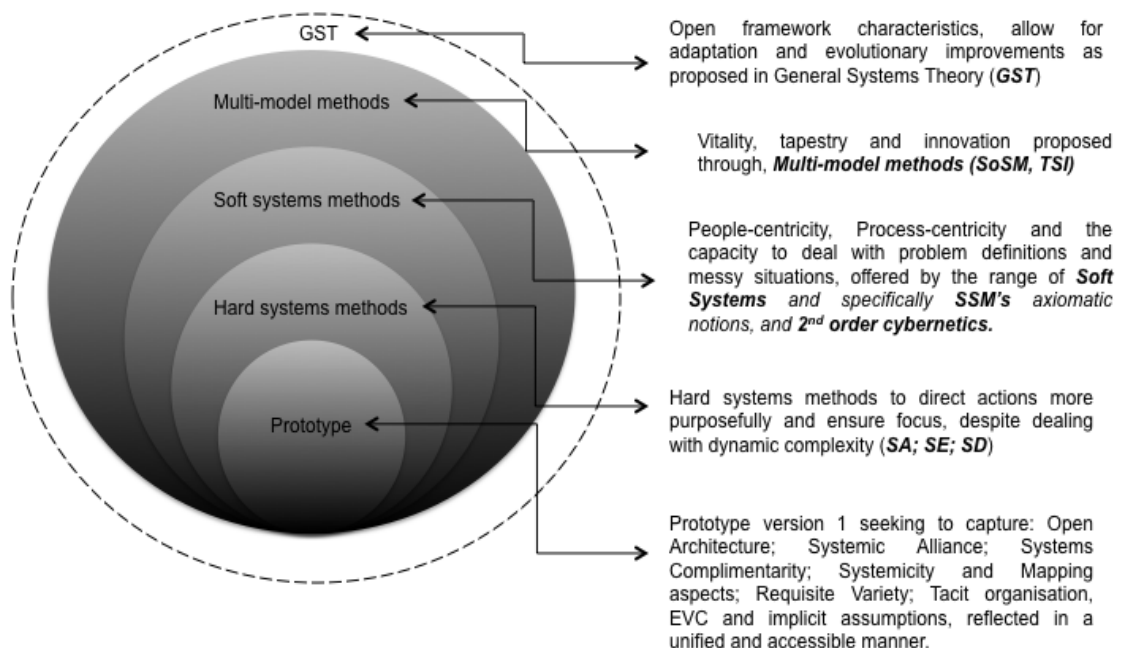 GST
Open framework characteristics, allow for
adaptation and evolutionary improvements as
proposed in General Systems Theory (GST)
Multi-model methods
Vitality, tapestry and innovation proposed
through, Multi-model methods (SoSM, TSI)
Soft systems methods
People-centricity, Process-centricity and the
capacity to deal with problem definitions and
messy situations, offered by the range of Soft
Systems and specifically SSM's axiomatic
notions, and 2nd order cybernetics.
Hard systems methods
Hard systems methods to direct actions more
purposefully and ensure focus, despite dealing
with dynamic complexity (SA; SE; SD)
Prototype
Prototype version 1 seeking to capture: Open
Architecture; Systemic Alliance; Systems
Complimentarity; Systemicity and Mapping
aspects; Requisite Variety; Tacit organisation,
EVC and implicit assumptions, reflected in a
unified and accessible manner.